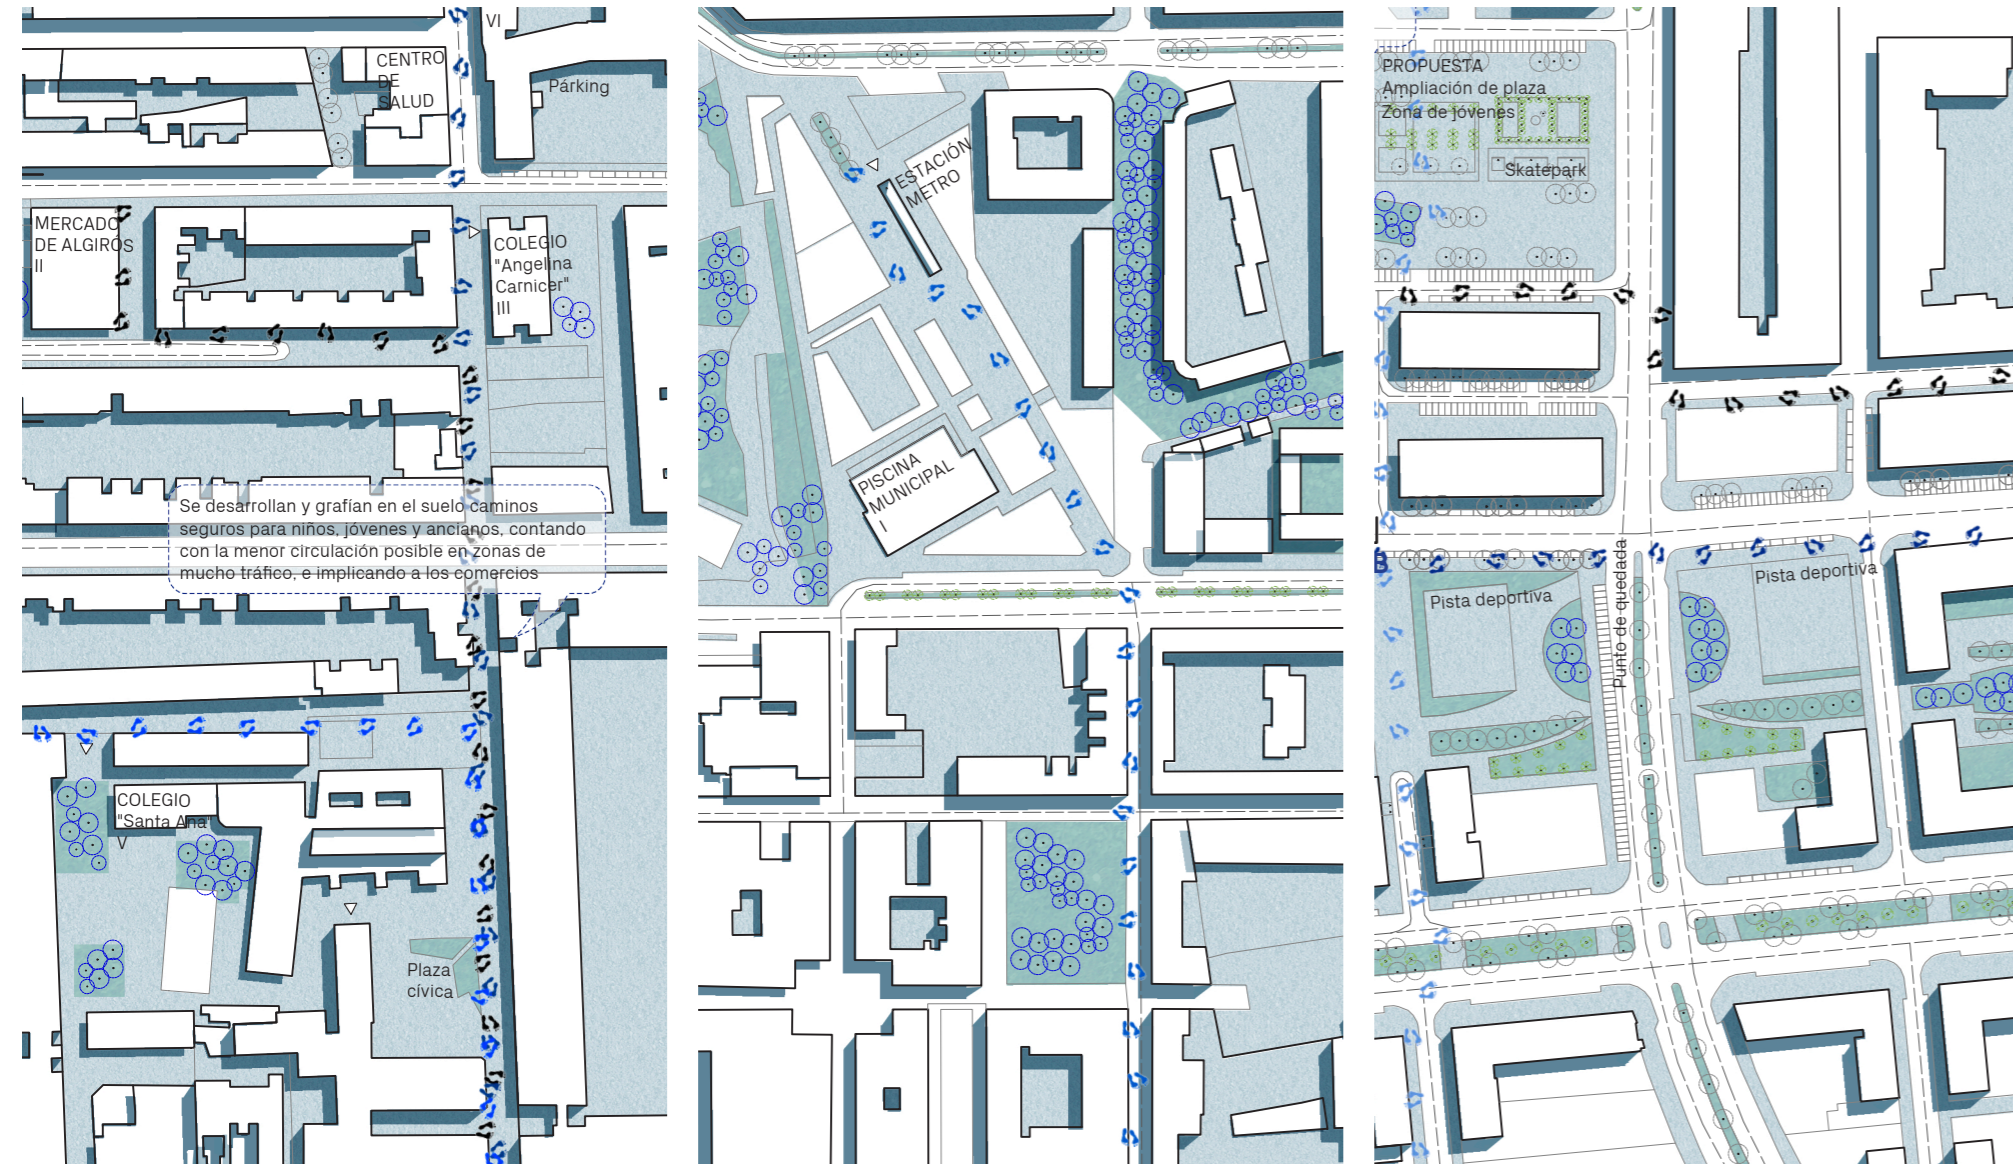 VI
CENTRO
DE
SALUD
Párking
MERCADO
DE ALGIRÓS
II
COLEGIO
"Angelina
Carnicer"
III
Se desarrollan y grafían en el suelo caminos
seguros para niños, jóvenes y ancianos, contando
con la menor circulación posible en zonas de
mucho tráfico, e implicando a los comercios
COLEGIO
"Santa Ana"
V
Plaza
cívica
ESTACIÓN
METRO
PISCINA
MUNICIPAL
I
PROPUESTA
Ampliación de plaza
Zona de jóvenes
Skatepark
B
Pista deportiva
Punto de quedada
Pista deportiva